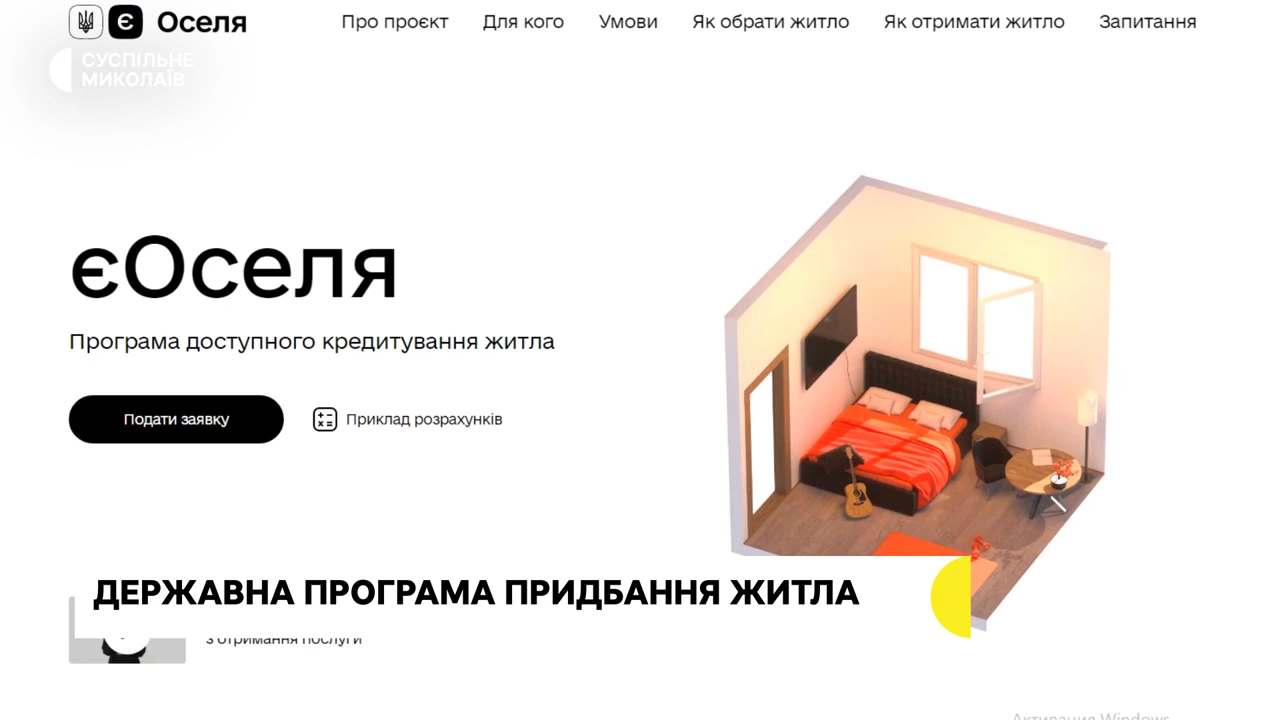 є Оселя
Про проєкт
Для кого
Умови
Як обрати житло
Як отримати житло
Запитання
СУСПІЛЬНЕ
МИКОЛАЇВ
єОселя
Програма доступного кредитування житла
Подати заявку
Приклад розрахунків
ДЕРЖАВНА ПРОГРАМА ПРИДБАННЯ ЖИТЛА
з отримання послуги
Активация Windows